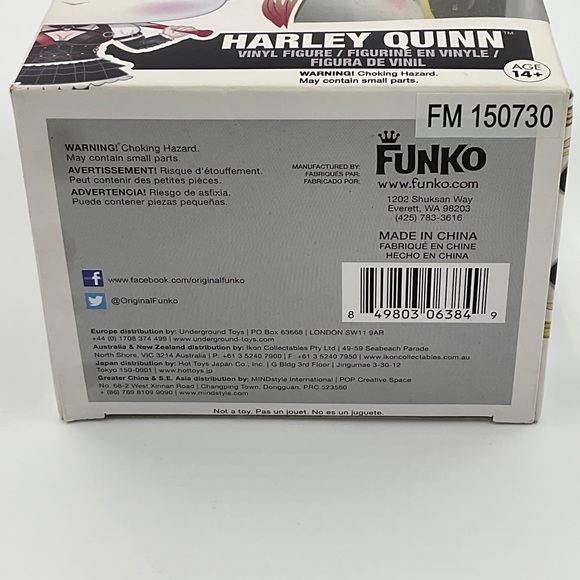 HARLEY QUINN™
VINYL FIGURE / FIGURINE EN VINYLE /
FIGURA DE VINIL
WARNING! Choking Hazard.
May contain small parts.
AGE
14+
FM 150730
WARNING! Choking Hazard.
May contain small parts.
AVERTISSEMENT! Risque d'étouffement.
Peut contenir des petites pièces.
ADVERTENCIA! Riesgo de asfixia.
Puede contener piezas pequeñas.
MANUFACTURED BY:
FABRIQUÉS PAR:
FABRICADO POR:
FUNKO
www.funko.com
1202 Shuksan Way
Everett, WA 98203
(425) 783-3616
MADE IN CHINA
FABRIQUÉ EN CHINE
HECHO EN CHINA
8 49803 06384 9
f www.facebook.com/originalfunko
@OriginalFunko
Europe distribution by: Underground Toys | PO Box 63668 | LONDON SW11 9AR
+44 (0) 1708 374 499 | www.underground-toys.com
Australia & New Zealand distribution by: Ikon Collectables Pty Ltd | 49-59 Seabeach Parade
North Shore, VIC 3214 Australia | P: +61 3 5240 7900 | F: +61 3 5240 7950 | www.ikoncollectables.com.au
Japan distribution by: Hot Toys Japan Co., Inc. | G Bldg 3rd Floor | Jingumae 3-30-12
Tokyo 150-0001 | www.hottoys.jp
Greater China & S.E. Asia distribution by: MINDstyle International | POP Creative Space
No. 68-2 West Xinnan Road | Changping Town, Dongguan, PRC 523560
+ (86) 769 8109 9090 | www.mindstyle.com
Not a toy. Pas un jouet. No es un juguete.